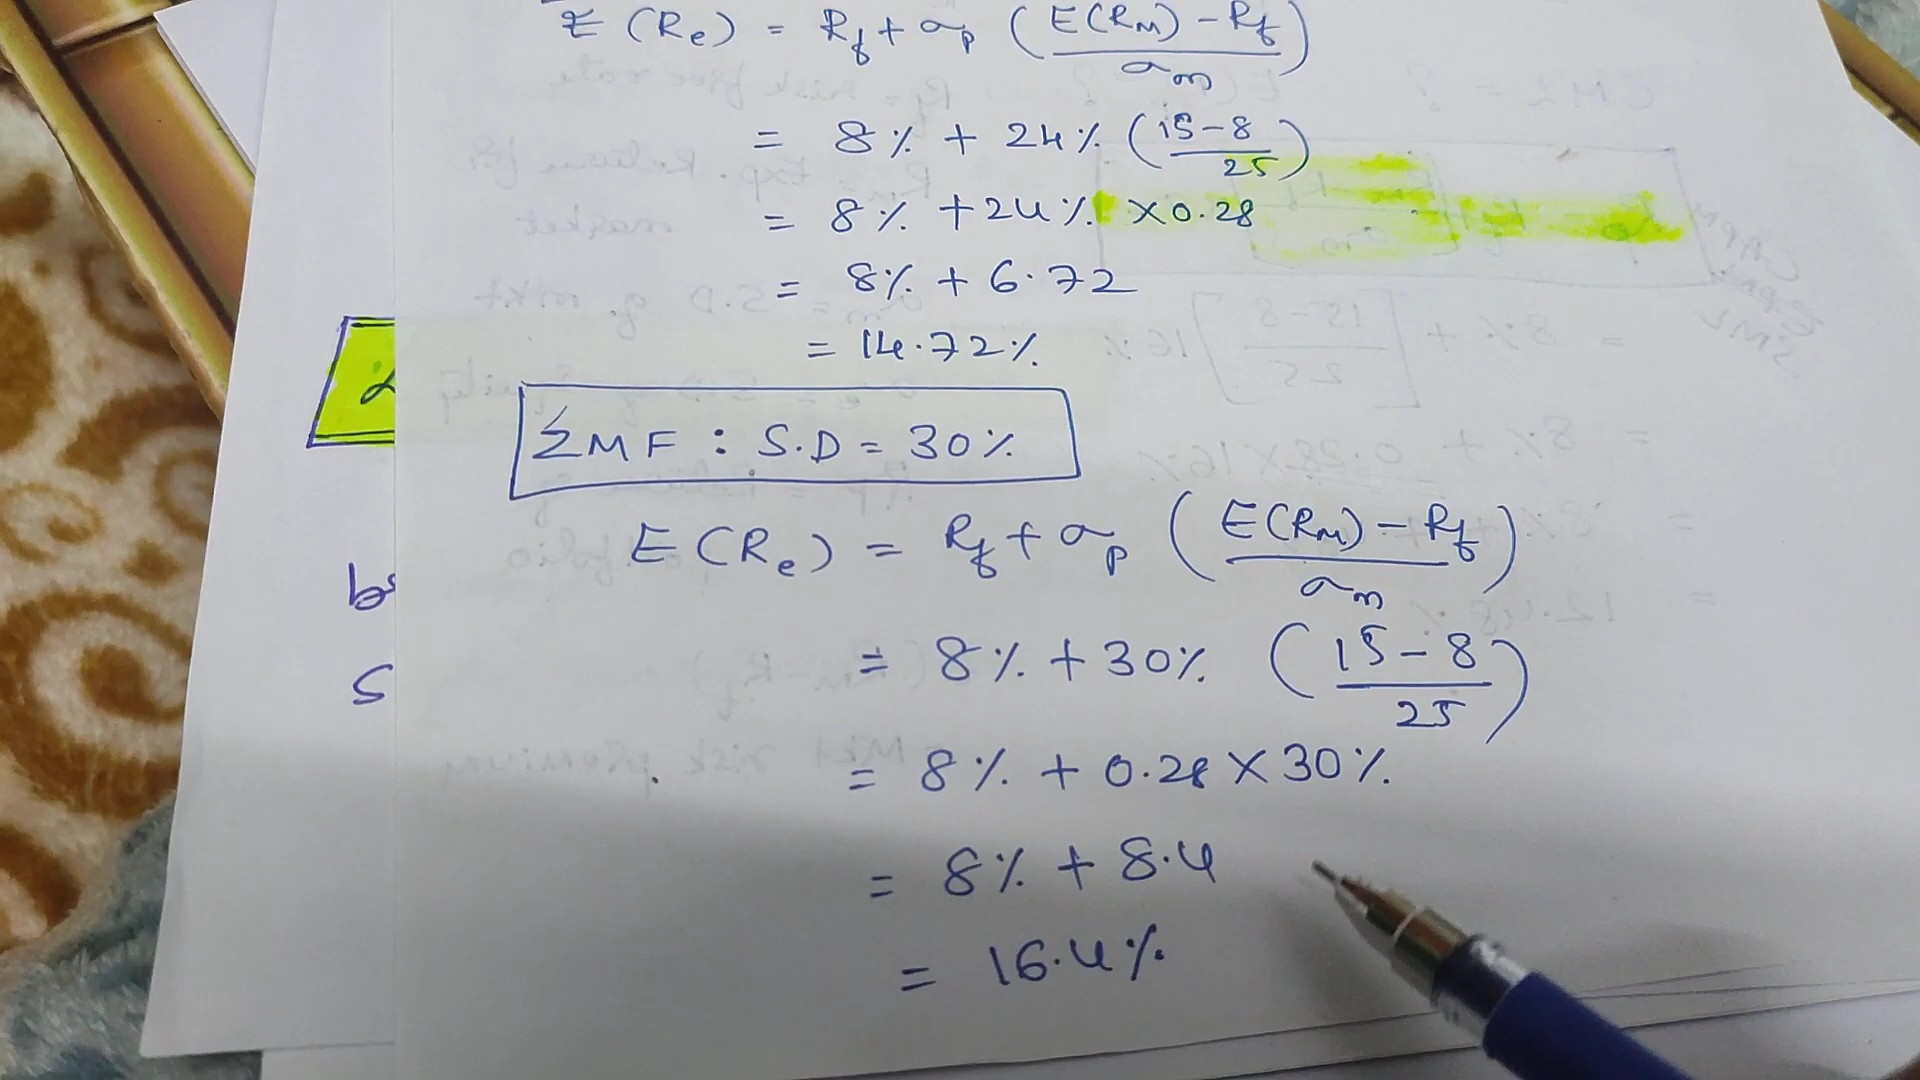 E (Re) = Rf + σp ( E(Rm) - Rf / σm )
= 8% + 24% ( 15-8 / 25 )
= 8% + 24% × 0.28
= 8% + 6.72
= 14.72%
ΣMF : S.D = 30%
E (Re) = Rf + σp ( E(Rm) - Rf / σm )
= 8% + 30% ( 15-8 / 25 )
= 8% + 0.28 × 30%
= 8% + 8.4
= 16.4%